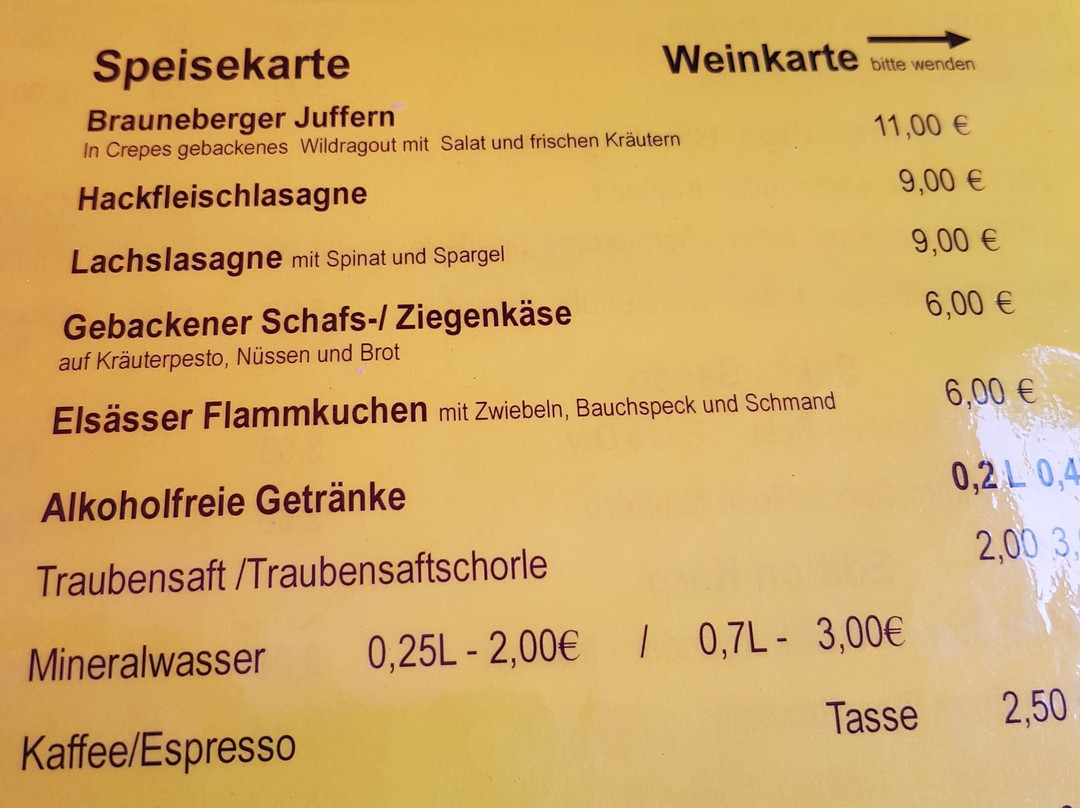 Speisekarte Weinkarte bitte wenden
Brauneberger Juffern 11,00 €
In Crepes gebackenes Wildragout mit Salat und frischen Kräutern
Hackfleischlasagne 9,00 €
Lachslasagne mit Spinat und Spargel 9,00 €
Gebackener Schafs-/ Ziegenkäse 6,00 €
auf Kräuterpesto, Nüssen und Brot
Elsässer Flammkuchen mit Zwiebeln, Bauchspeck und Schmand 6,00 €
Alkoholfreie Getränke 0,2 L 0,4
Traubensaft /Traubensaftschorle 2,00 3,
Mineralwasser 0,25L - 2,00€ / 0,7L - 3,00€
Kaffee/Espresso Tasse 2,50